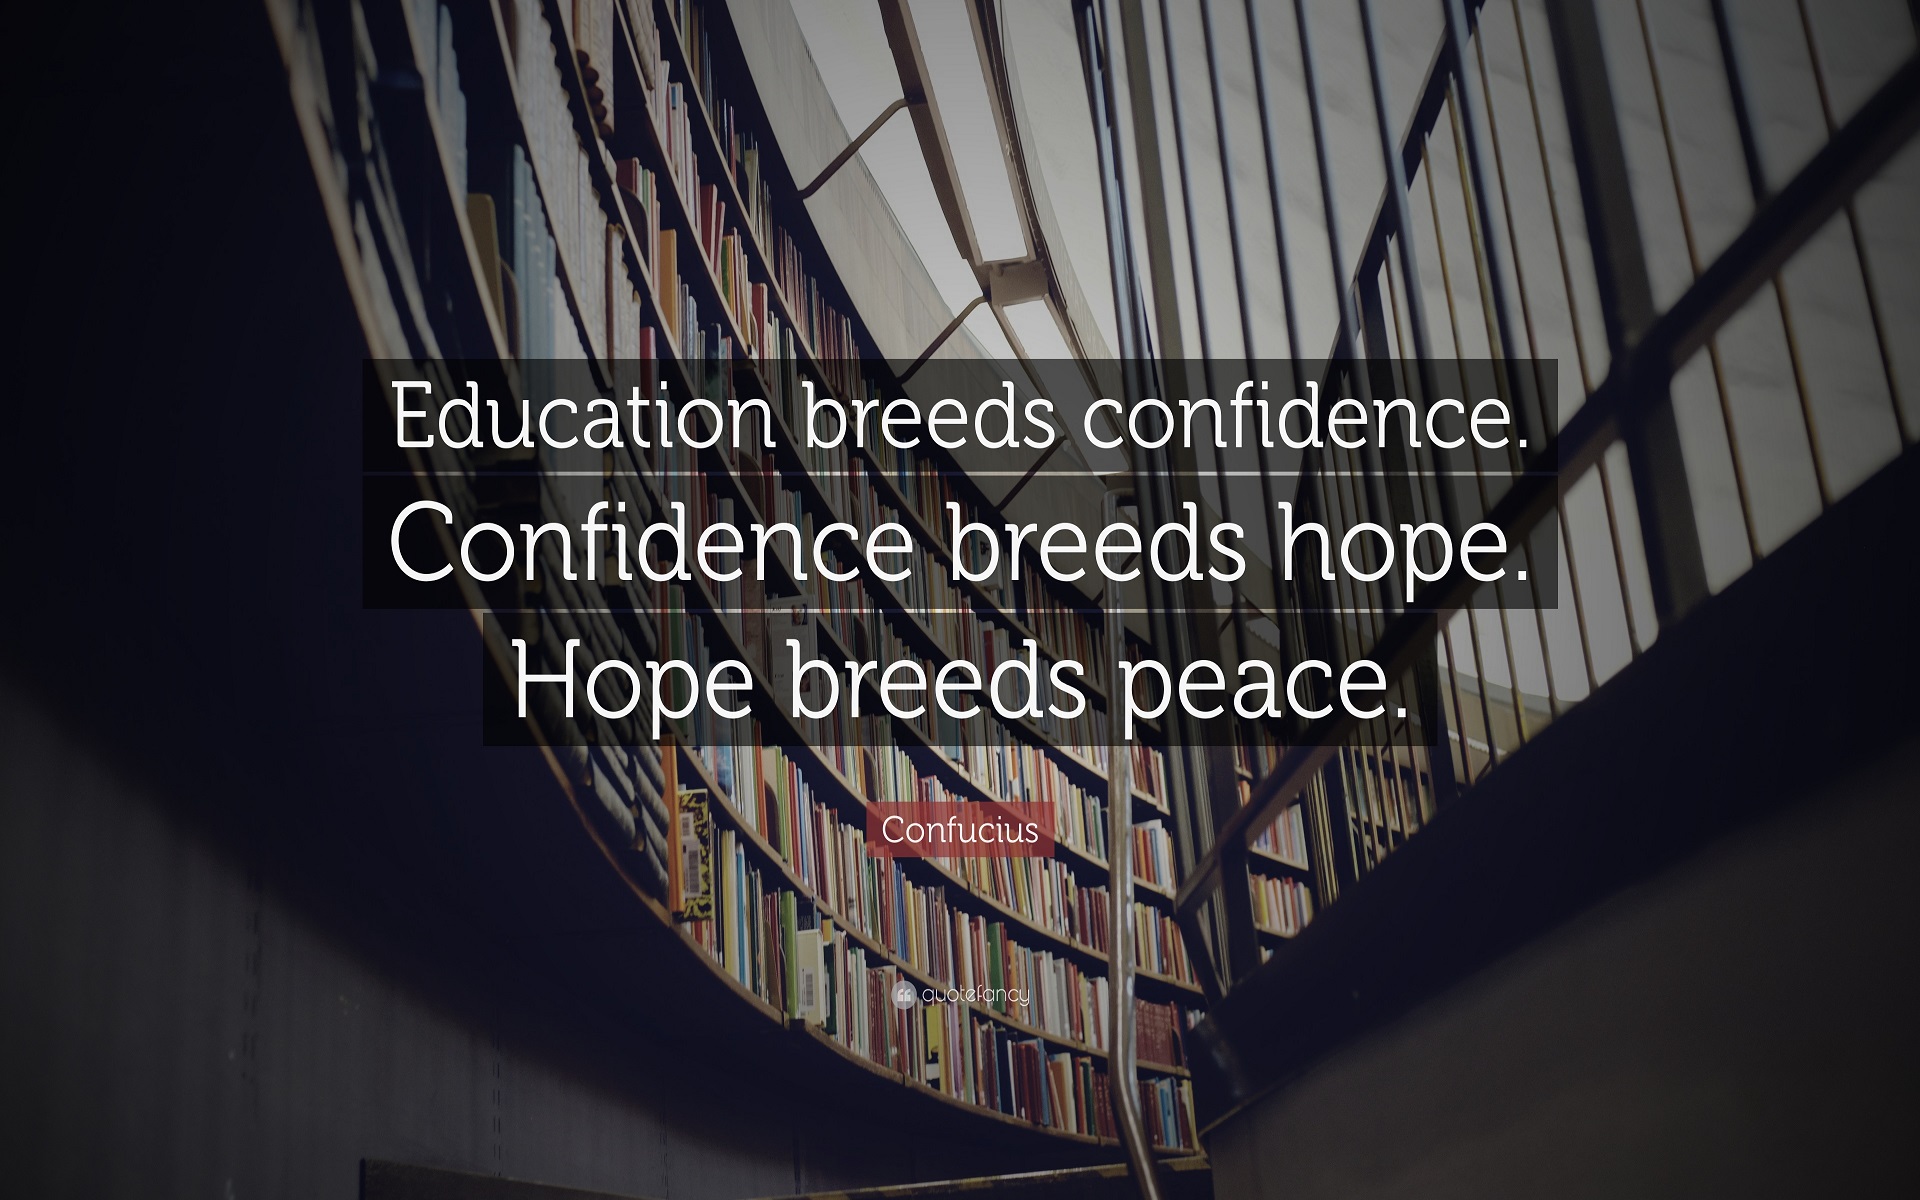 Education breeds confidence.
Confidence breeds hope.
Hope breeds peace.
Confucius
quotefancy